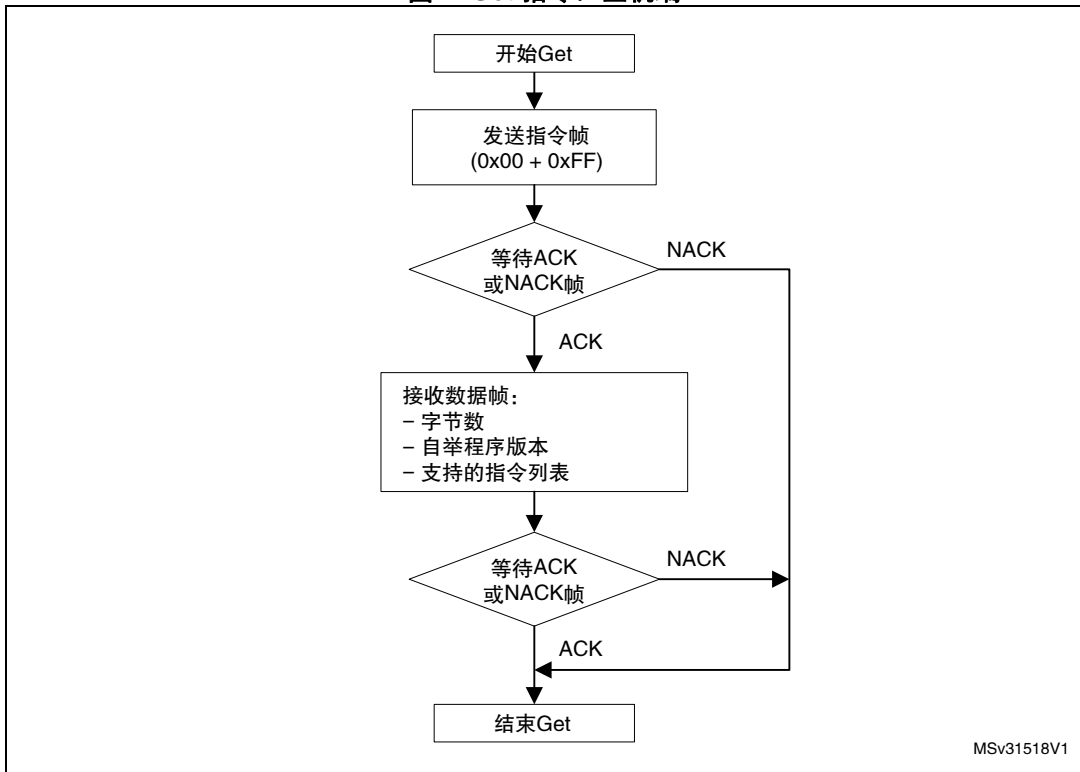 开始Get
发送指令帧
(0x00 + 0xFF)
等待ACK
或NACK帧
NACK
ACK
接收数据帧：
– 字节数
– 自举程序版本
– 支持的指令列表
等待ACK
或NACK帧
NACK
ACK
结束Get
MSv31518V1